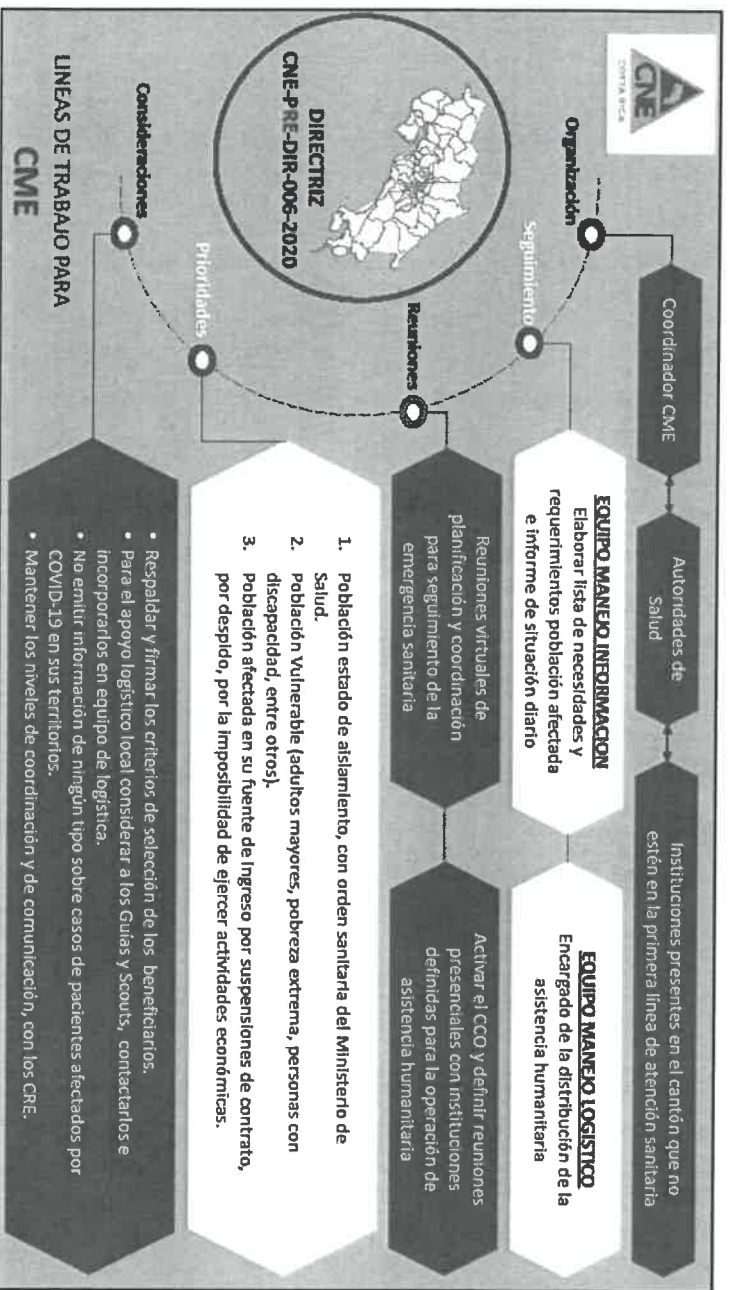 CNE
COSTA RICA
DIRECTRIZ
CNE-PRE-DIR-006-2020
LINEAS DE TRABAJO PARA
CME
Organización
Coordinador CME
Autoridades de
Salud
Instituciones presentes en el cantón que no
estén en la primera línea de atención sanitaria
Seguimiento
EQUIPO MANEJO INFORMACION
Elaborar lista de necesidades y
requerimientos población afectada
e informe de situación diario
EQUIPO MANEJO LOGISTICO
Encargado de la distribución de la
asistencia humanitaria
Reuniones
Reuniones virtuales de
planificación y coordinación
para seguimiento de la
emergencia sanitaria
Activar el CCO y definir reuniones
presenciales con instituciones
definidas para la operación de
asistencia humanitaria
Prioridades
1. Población estado de aislamiento, con orden sanitaria del Ministerio de
Salud.
2. Población Vulnerable (adultos mayores, pobreza extrema, personas con
discapacidad, entre otros).
3. Población afectada en su fuente de ingreso por suspensiones de contrato,
por despido, por la imposibilidad de ejercer actividades económicas.
Consideraciones
• Respaldar y firmar los criterios de selección de los beneficiarios.
• Para el apoyo logístico local considerar a los Guías y Scouts, contactarlos e
incorporarlos en equipo de logística.
• No emitir información de ningún tipo sobre casos de pacientes afectados por
COVID-19 en sus territorios.
• Mantener los niveles de coordinación y de comunicación, con los CRE.